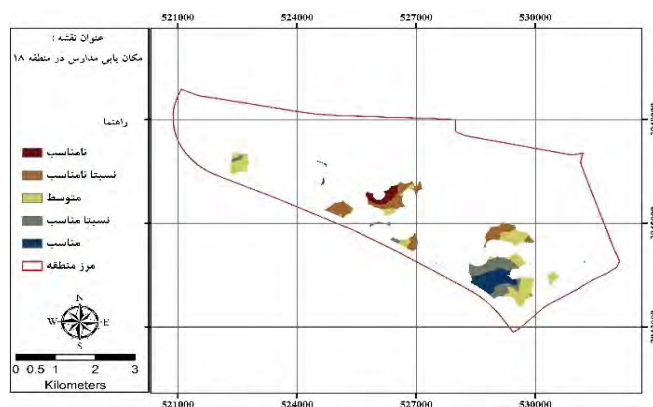 521000 524000 527000 530000
عنوان نقشه :
مکان یابی مدارس در منطقه ۱۸
راهنما
نامناسب
نسبتا نامناسب
متوسط
نسبتا مناسب
مناسب
مرز منطقه
N
W E
S
0 0.5 1 2 3
Kilometers
521000 524000 527000 530000